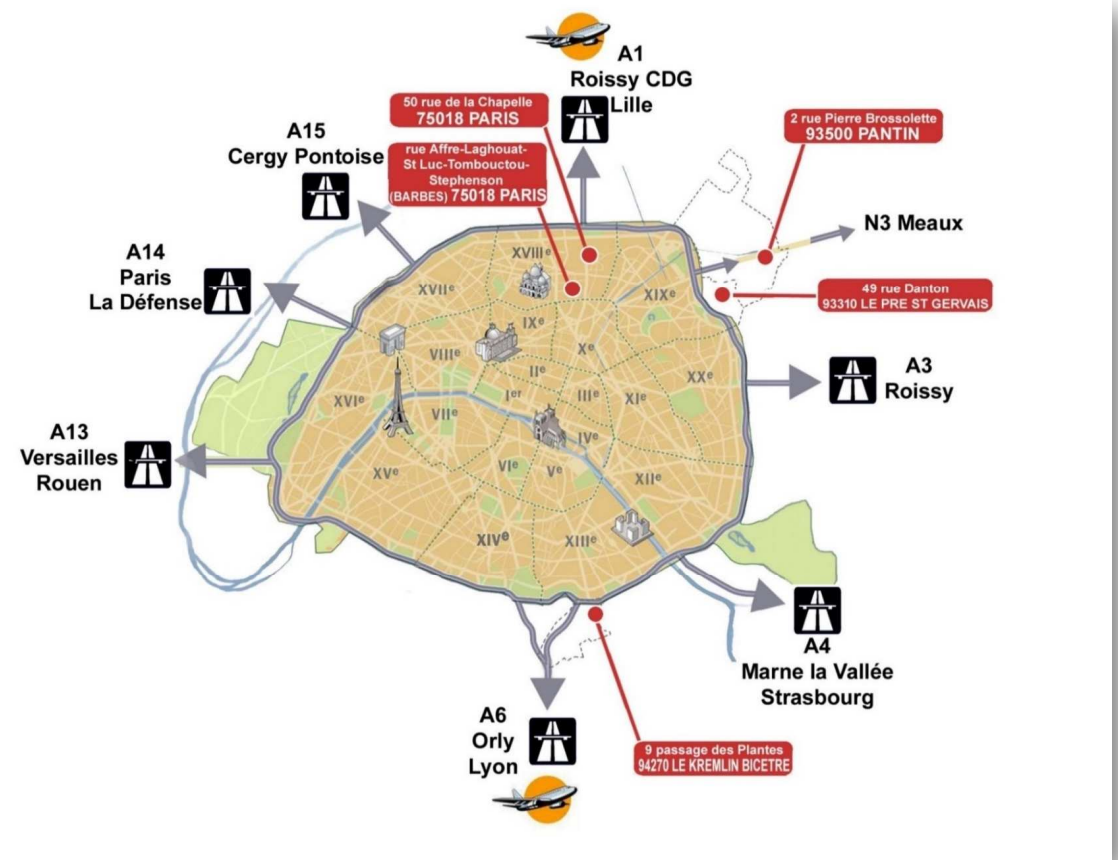 A1
Roissy CDG
Lille
50 rue de la Chapelle
75018 PARIS
2 rue Pierre Brossolette
93500 PANTIN
A15
Cergy Pontoise
rue Affre-Laghouat-
St Luc-Tombouctou-
Stephenson
(BARBES) 75018 PARIS
N3 Meaux
A14
Paris
La Défense
XVIIIe
XVIIe
XIXe
49 rue Danton
93310 LE PRE ST GERVAIS
IXe
VIIIe
Xe
IIe
XXe
A3
Roissy
XVIe
Ier
IIIe
XIe
VIIe
IVe
A13
Versailles
Rouen
XVe
VIe
Ve
XIIe
XIVe
XIIIe
A4
Marne la Vallée
Strasbourg
A6
Orly
Lyon
9 passage des Plantes
94270 LE KREMLIN BICETRE